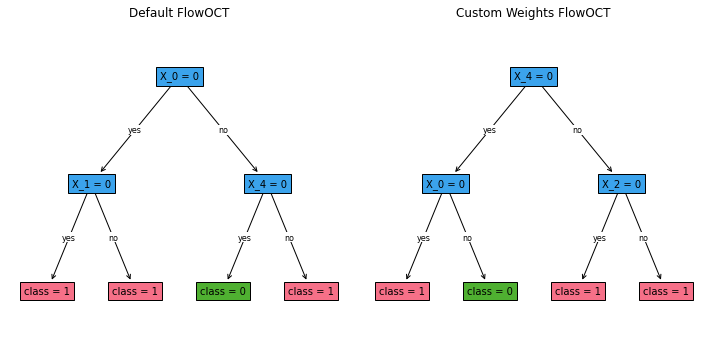 Default FlowOCT
Custom Weights FlowOCT
X_0 = 0
X_4 = 0
yes
no
yes
no
X_1 = 0
X_4 = 0
X_0 = 0
X_2 = 0
yes
no
yes
no
yes
no
yes
no
class = 1
class = 1
class = 0
class = 1
class = 1
class = 0
class = 1
class = 1